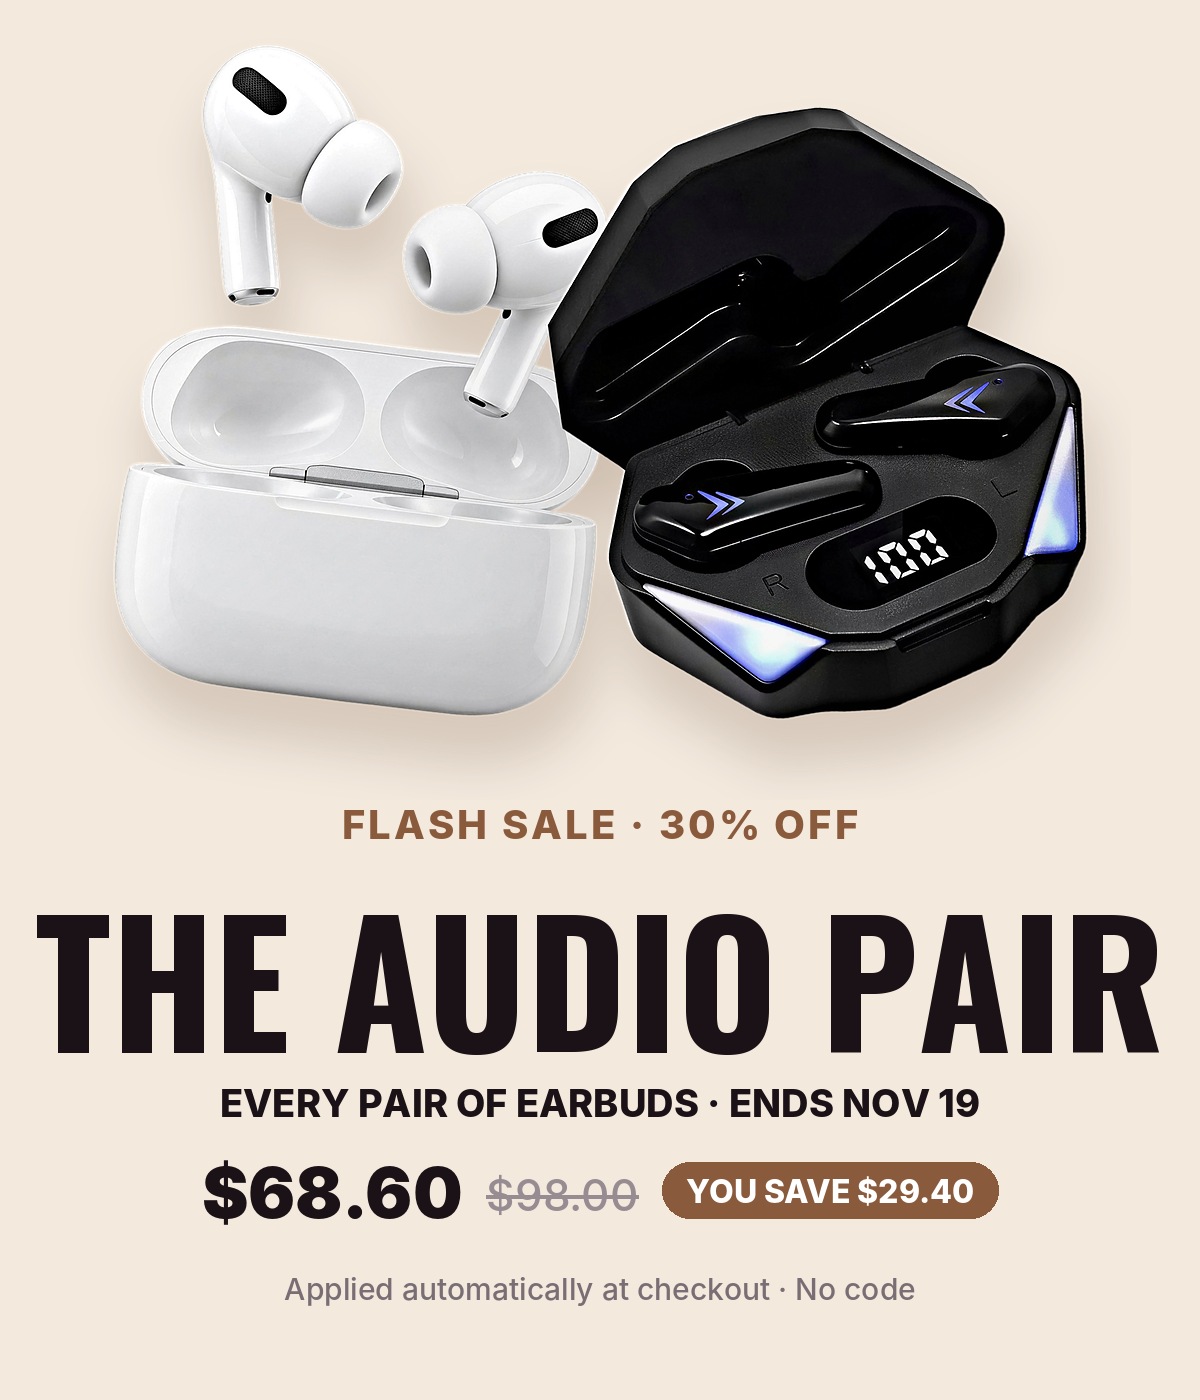 L
R
100
FLASH SALE · 30% OFF
THE AUDIO PAIR
EVERY PAIR OF EARBUDS · ENDS NOV 19
$68.60 $98.00 YOU SAVE $29.40
Applied automatically at checkout · No code